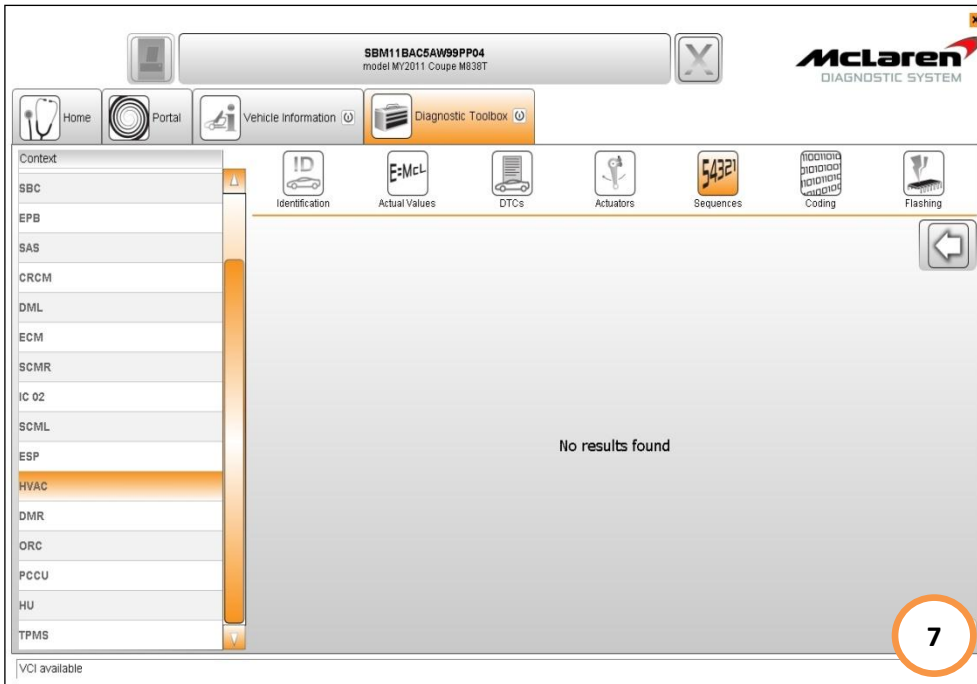 SBM11BAC5AW99PP04
model MY2011 Coupe M838T
X
McLaren
DIAGNOSTIC SYSTEM
Home
Portal
Vehicle Information
Diagnostic Toolbox
Context
SBC
EPB
SAS
CRCM
DML
ECM
SCMR
IC 02
SCML
ESP
HVAC
DMR
ORC
PCCU
HU
TPMS
ID
Identification
E=McL
Actual Values
DTCs
Actuators
54321
Sequences
Coding
Flashing
No results found
7
VCI available